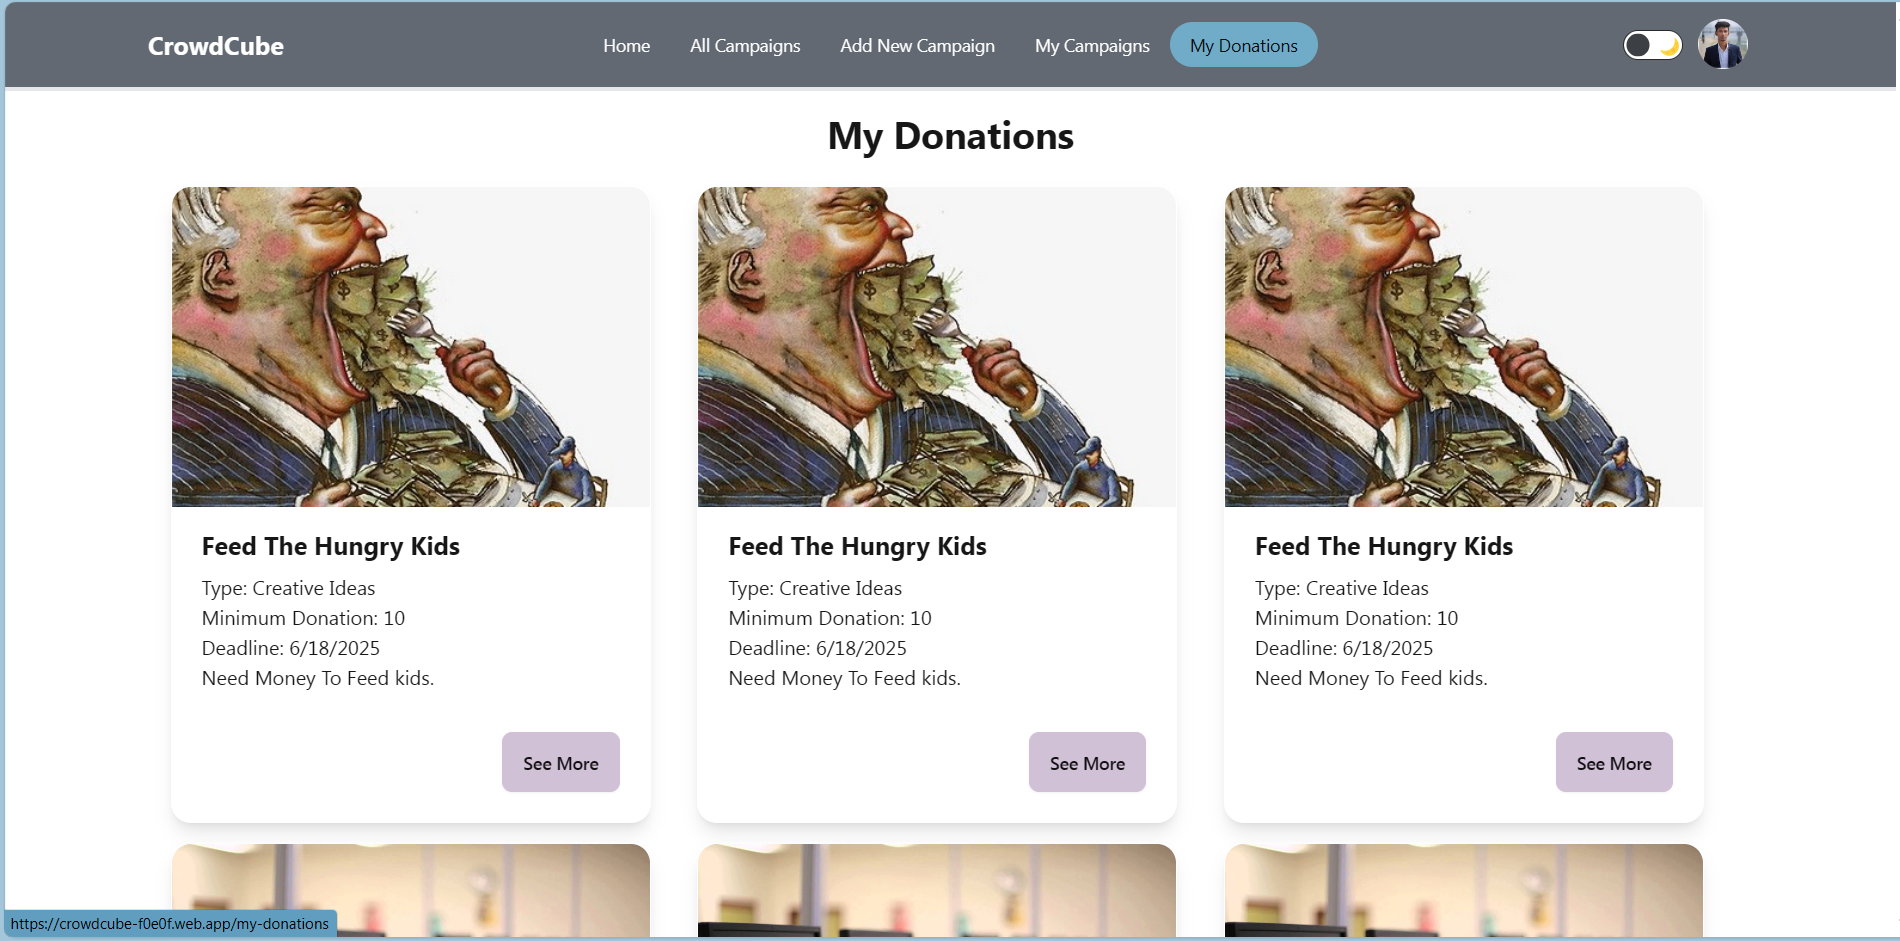 CrowdCube
Home
All Campaigns
Add New Campaign
My Campaigns
My Donations
My Donations
Feed The Hungry Kids
Type: Creative Ideas
Minimum Donation: 10
Deadline: 6/18/2025
Need Money To Feed kids.
See More
Feed The Hungry Kids
Type: Creative Ideas
Minimum Donation: 10
Deadline: 6/18/2025
Need Money To Feed kids.
See More
Feed The Hungry Kids
Type: Creative Ideas
Minimum Donation: 10
Deadline: 6/18/2025
Need Money To Feed kids.
See More
https://crowdcube-f0e0f.web.app/my-donations